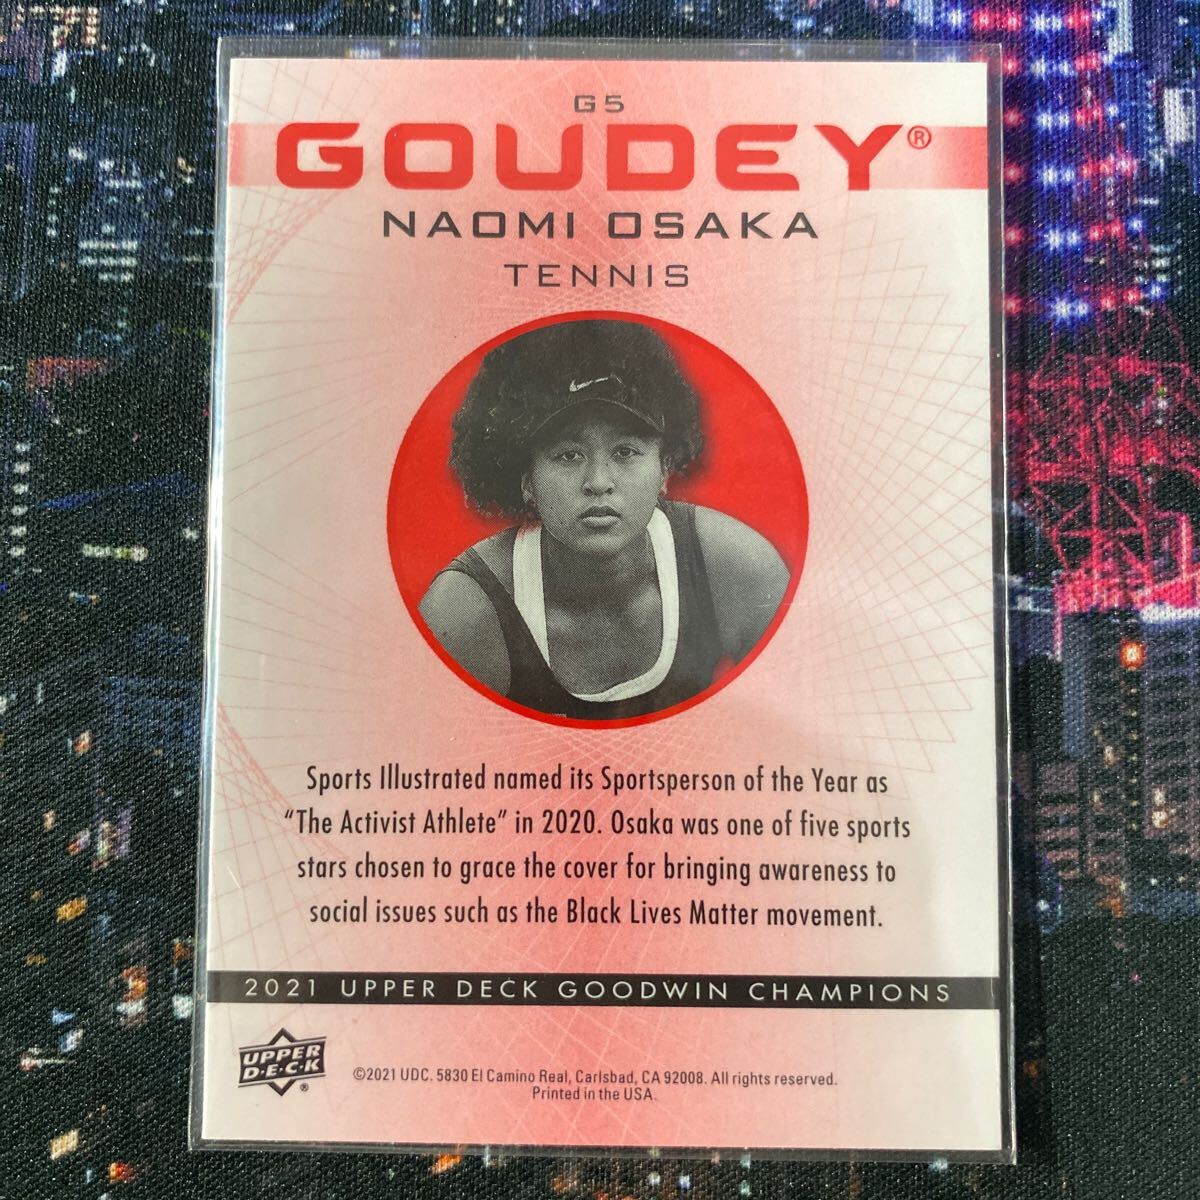 G5
GOUDEY®
NAOMI OSAKA
TENNIS
Sports Illustrated named its Sportsperson of the Year as
“The Activist Athlete” in 2020. Osaka was one of five sports
stars chosen to grace the cover for bringing awareness to
social issues such as the Black Lives Matter movement.
2021 UPPER DECK GOODWIN CHAMPIONS
UPPER
D·E·C·K®
©2021 UDC. 5830 El Camino Real, Carlsbad, CA 92008. All rights reserved.
Printed in the USA.